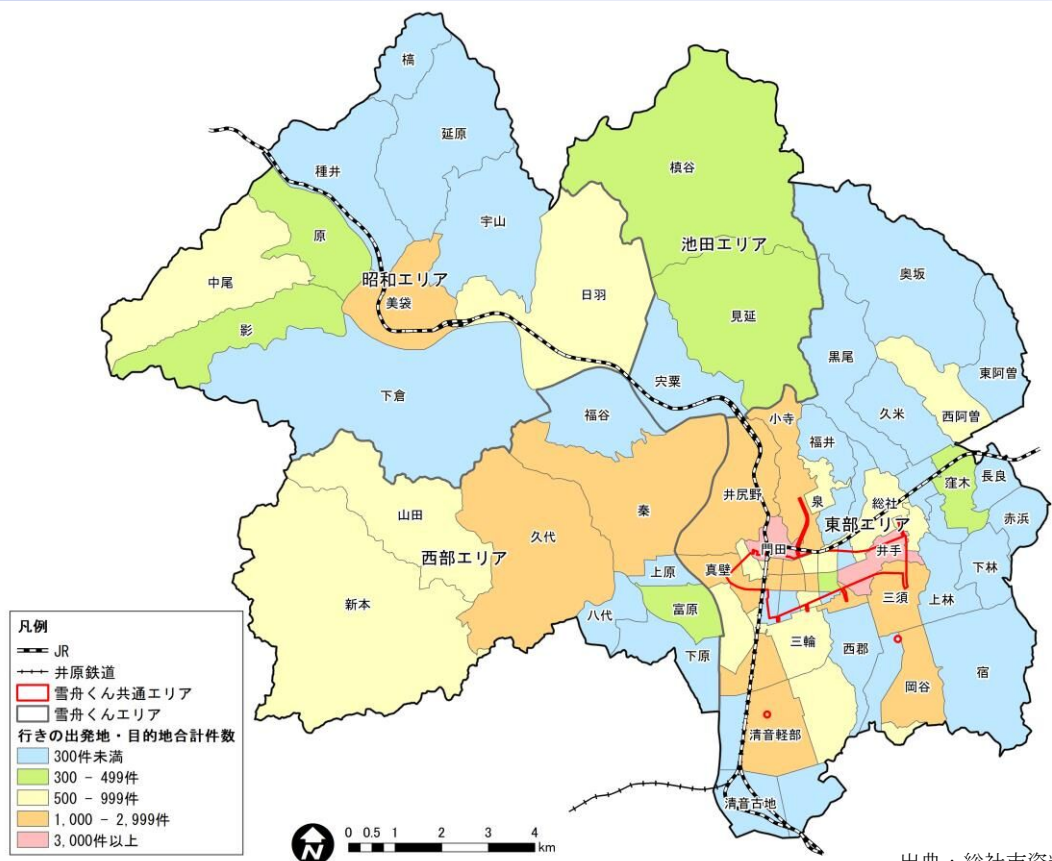 槁
延原
種井
宇山
槙谷
原
池田エリア
奥坂
昭和エリア
中尾
美袋
日羽
見延
影
黒尾
東阿曽
宍粟
下倉
久米
西阿曽
福谷
小寺
福井
長良
窪木
井尻野
泉
総社
赤浜
秦
山田
東部エリア
久代
門田
井手
西部エリア
下林
上原
真壁
三須
上林
新本
八代
富原
三輪
西郡
下原
宿
岡谷
清音軽部
清音古地
凡例
JR
井原鉄道
雪舟くん共通エリア
雪舟くんエリア
行きの出発地・目的地合計件数
300件未満
300 - 499件
500 - 999件
1,000 - 2,999件
3,000件以上
0 0.5 1 2 3 4
km
出典・総社市資